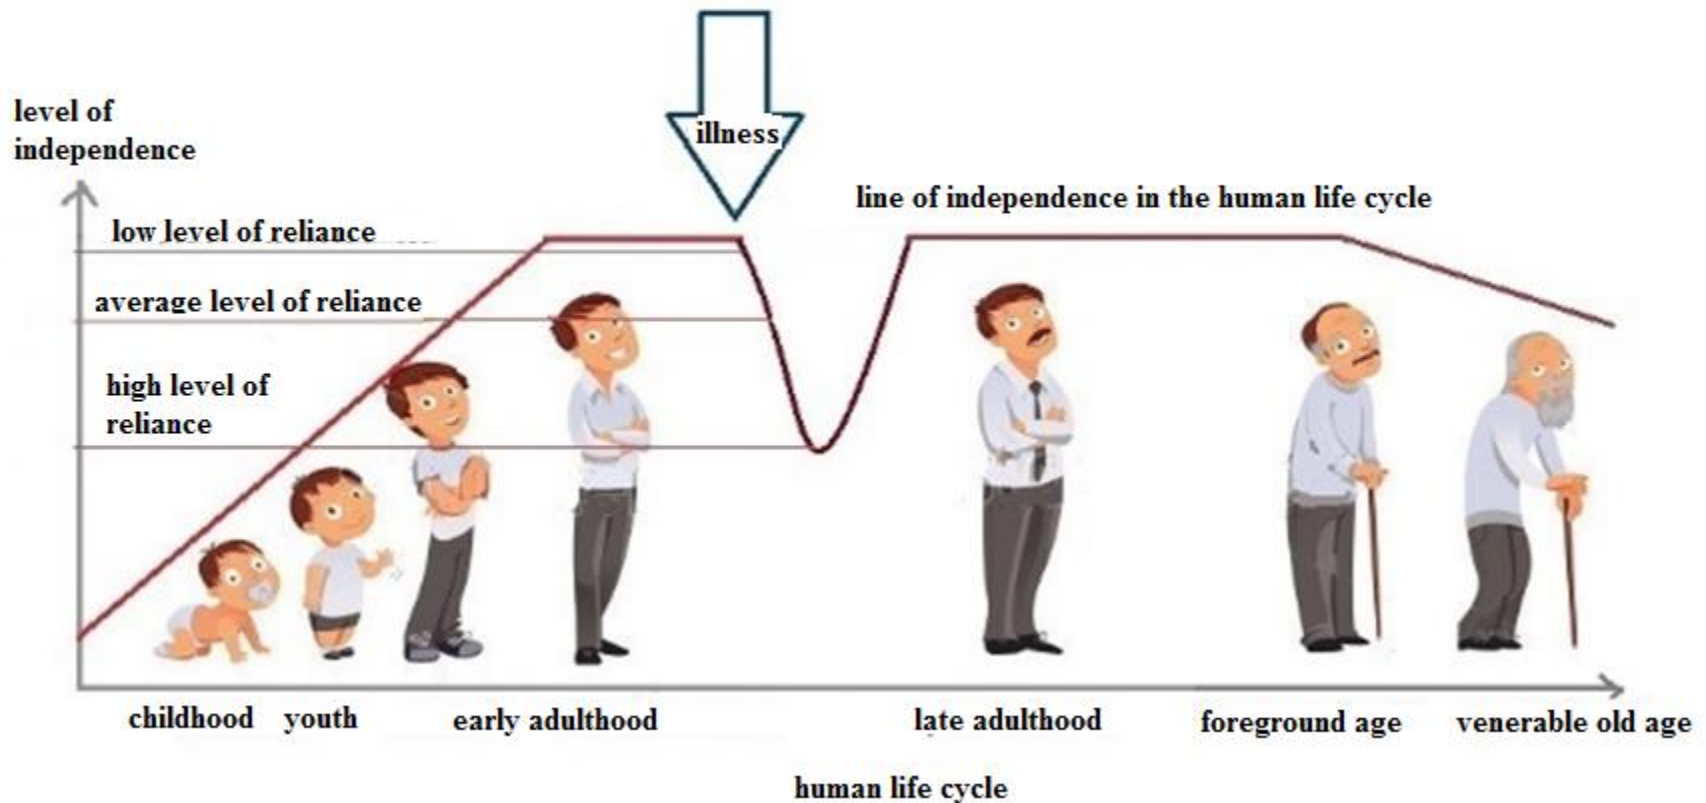 level of
independence
illness
line of independence in the human life cycle
low level of reliance
average level of reliance
high level of
reliance
childhood youth early adulthood late adulthood foreground age venerable old age
human life cycle